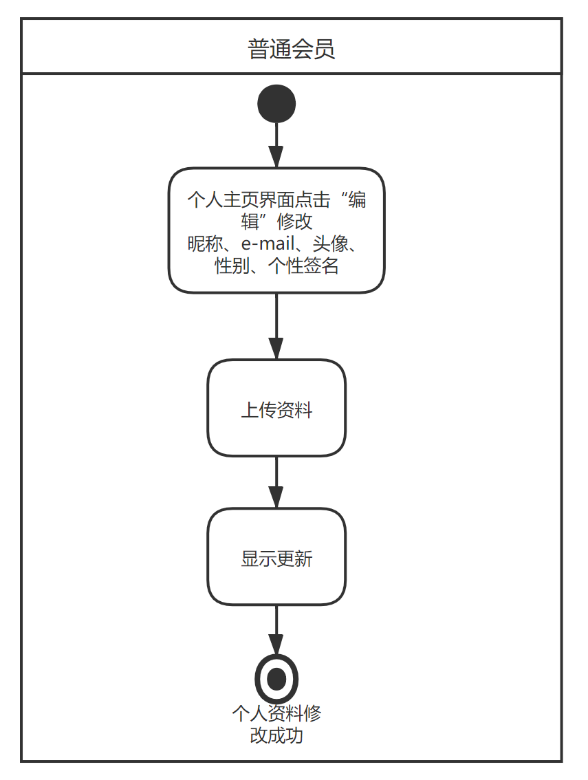 普通会员
个人主页界面点击“编
辑”修改
昵称、e-mail、头像、
性别、个性签名
上传资料
显示更新
个人资料修
改成功